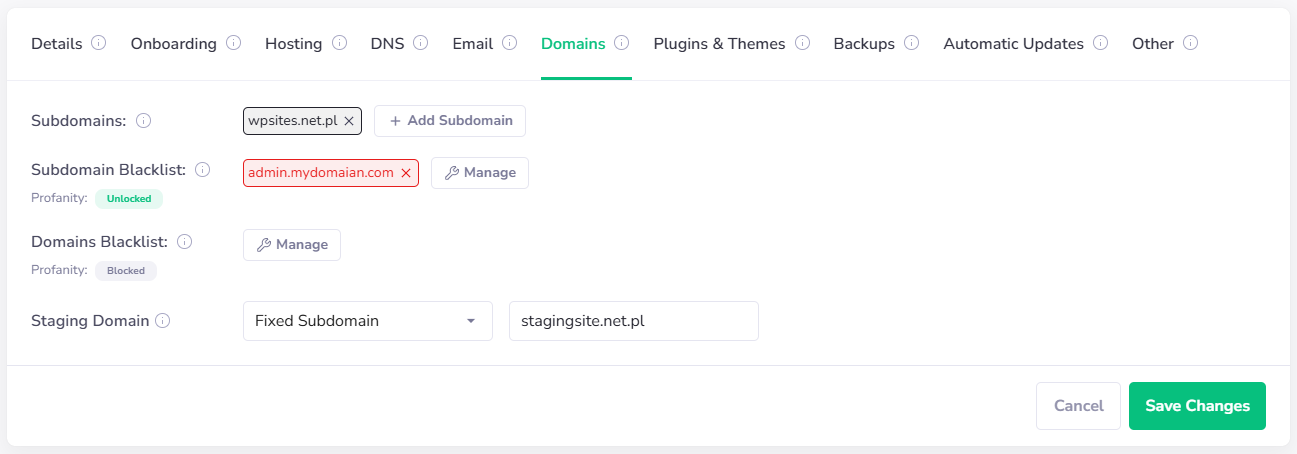 Details Onboarding Hosting DNS Email Domains Plugins & Themes Backups Automatic Updates Other
Subdomains: wpsites.net.pl + Add Subdomain
Subdomain Blacklist: admin.mydomaian.com Manage
Profanity: Unlocked
Domains Blacklist: Manage
Profanity: Blocked
Staging Domain Fixed Subdomain stagingsite.net.pl
Cancel Save Changes